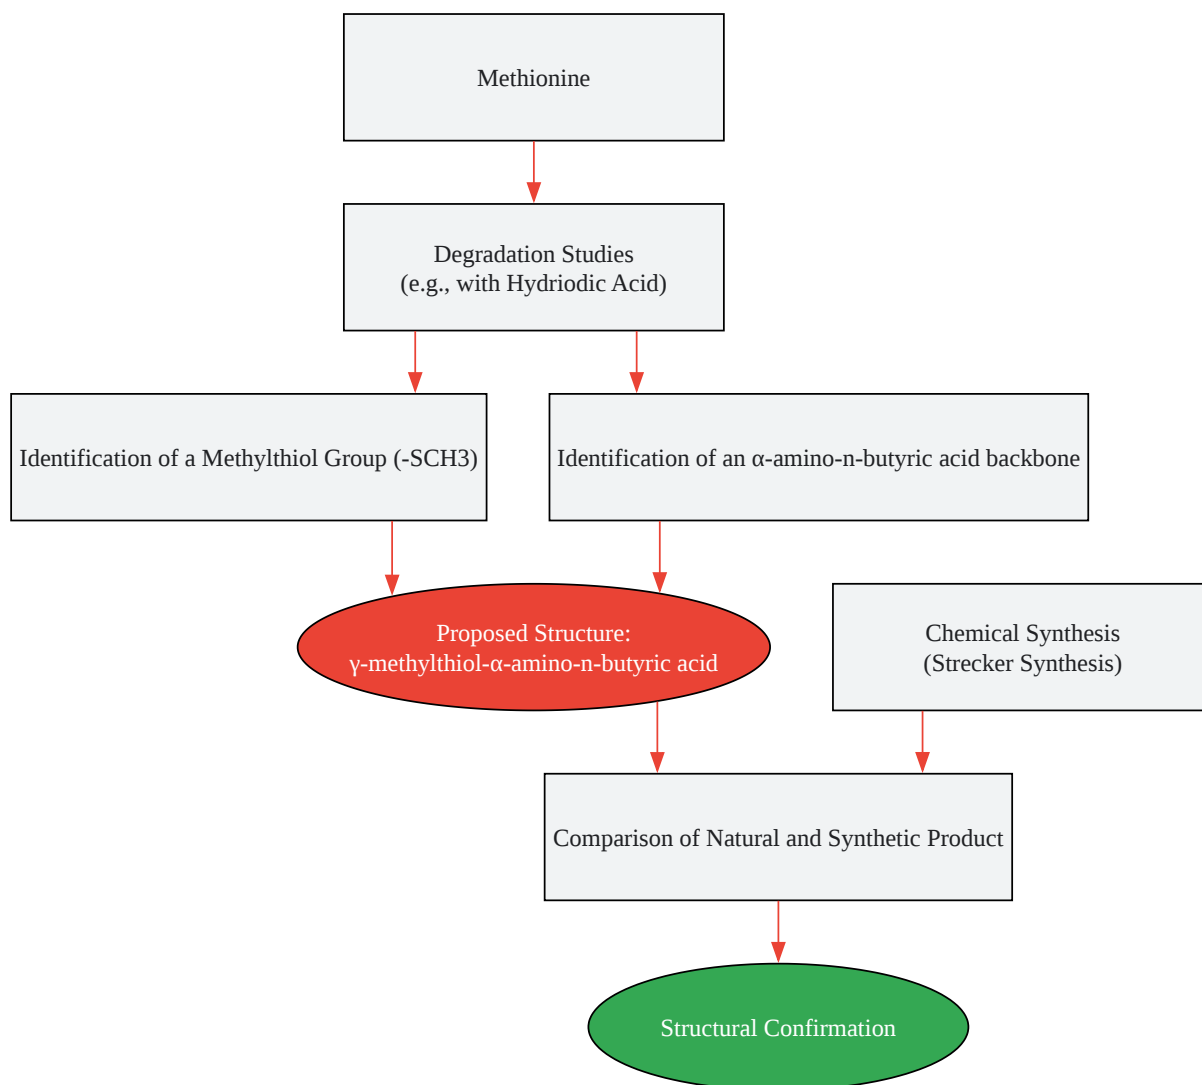 Methionine
Degradation Studies
(e.g., with Hydriodic Acid)
Identification of a Methylthiol Group (-SCH3)
Identification of an α-amino-n-butyric acid backbone
Proposed Structure:
γ-methylthiol-α-amino-n-butyric acid
Chemical Synthesis
(Strecker Synthesis)
Comparison of Natural and Synthetic Product
Structural Confirmation